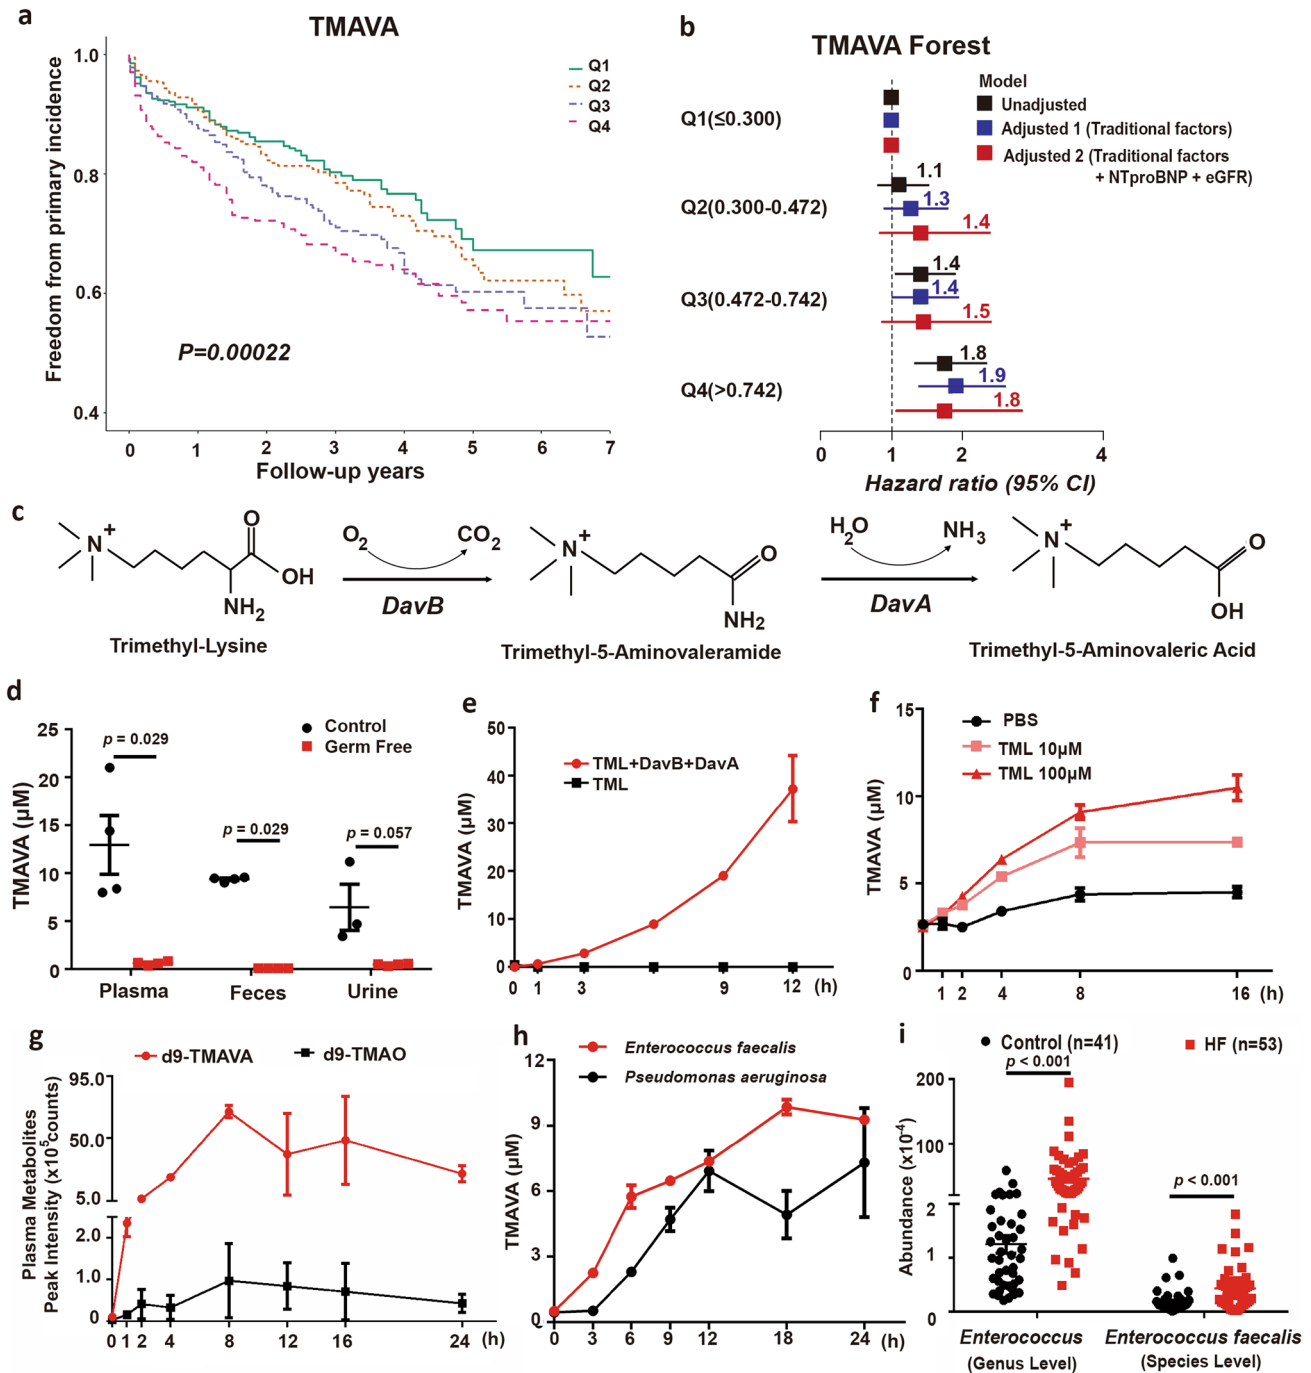 a
TMAVA
Freedom from primary incidence
1.0
0.8
0.6
0.4
Q1
Q2
Q3
Q4
P=0.00022
0 1 2 3 4 5 6 7
Follow-up years
b
TMAVA Forest
Model
Unadjusted
Adjusted 1 (Traditional factors)
Adjusted 2 (Traditional factors
+ NTproBNP + eGFR)
Q1(≤0.300)
Q2(0.300-0.472)
1.1
1.3
1.4
Q3(0.472-0.742)
1.4
1.4
1.5
Q4(>0.742)
1.8
1.9
1.8
0 1 2 4
Hazard ratio (95% CI)
c
N+
O
OH
NH2
Trimethyl-Lysine
O2
CO2
DavB
N+
O
NH2
Trimethyl-5-Aminovaleramide
H2O
NH3
DavA
N+
O
OH
Trimethyl-5-Aminovaleric Acid
d
TMAVA (μM)
25
20
15
10
5
0
Control
Germ Free
p = 0.029
p = 0.029
p = 0.057
Plasma Feces Urine
e
TMAVA (μM)
50
40
30
20
10
0
TML+DavB+DavA
TML
0 1 3 9 12 (h)
f
TMAVA (μM)
15
10
5
0
PBS
TML 10μM
TML 100μM
1 2 4 8 16 (h)
g
d9-TMAVA
d9-TMAO
Plasma Metabolites
Peak Intensity (x10⁵counts)
95.0
50.0
5.0
2.0
1.0
0
0 1 2 4 8 12 16 24 (h)
h
Enterococcus faecalis
Pseudomonas aeruginosa
TMAVA (μM)
12
9
6
3
0
0 3 6 9 12 18 24 (h)
i
Control (n=41)
HF (n=53)
p < 0.001
p < 0.001
Abundance (x10⁻⁴)
200
100
2
1
0
Enterococcus
(Genus Level)
Enterococcus faecalis
(Species Level)